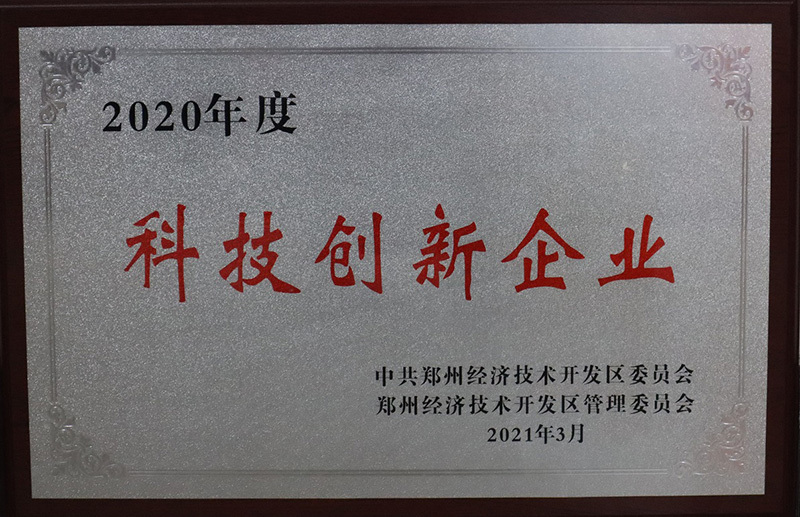 2020年度
科技创新企业
中共郑州经济技术开发区委员会
郑州经济技术开发区管理委员会
2021年3月